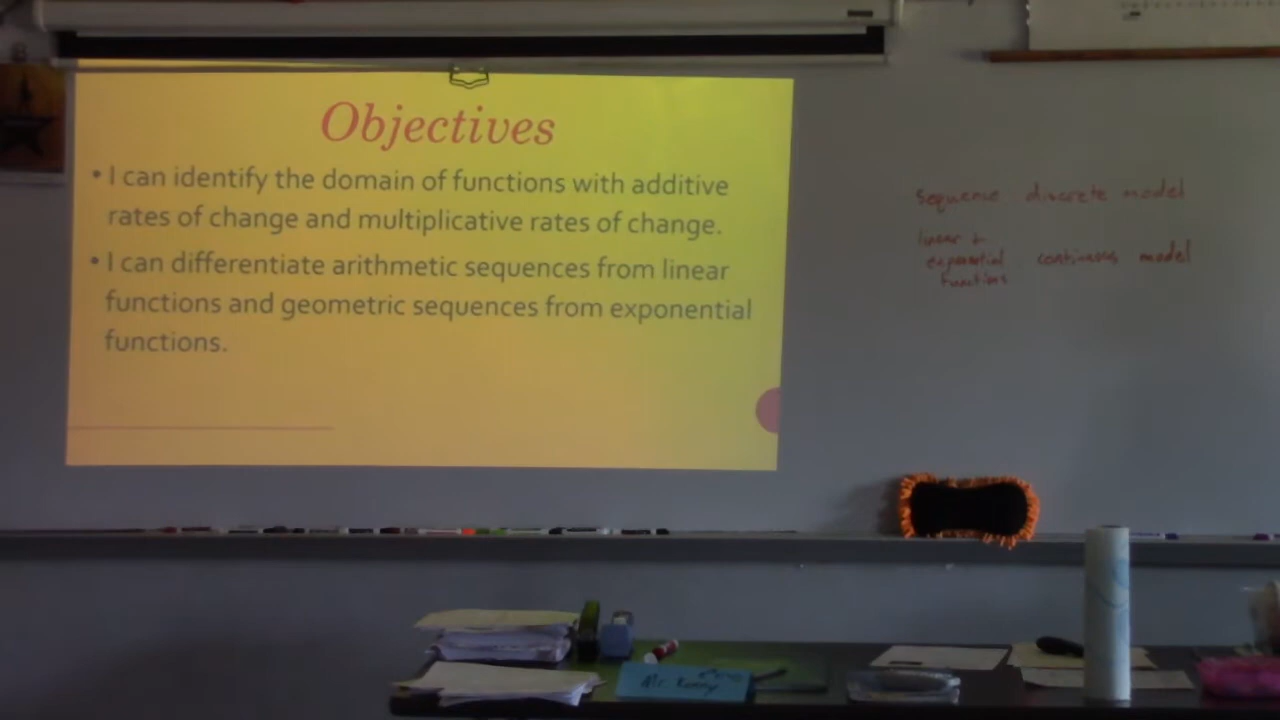 Objectives
• I can identify the domain of functions with additive
rates of change and multiplicative rates of change.
• I can differentiate arithmetic sequences from linear
functions and geometric sequences from exponential
functions.
Sequence discrete model
linear +
exponential continuous model
functions
Mr.